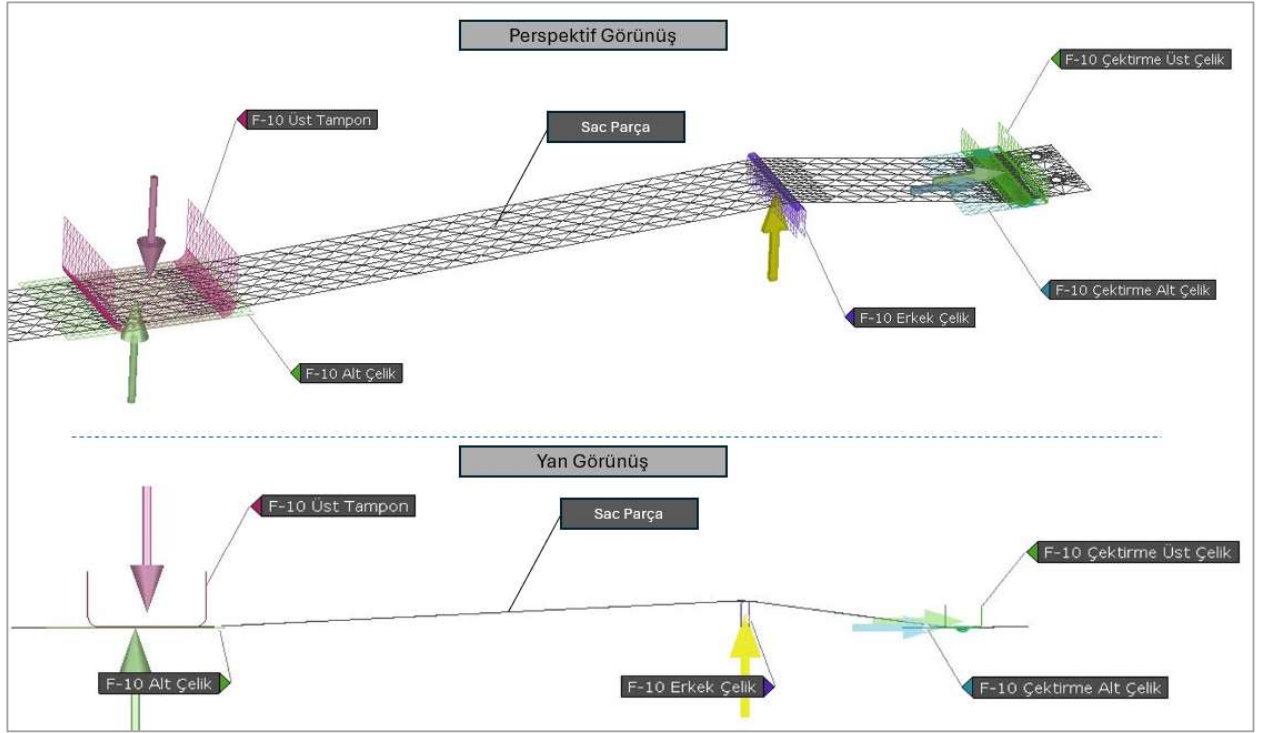 Perspektif Görünüş
F-10 Çektirme Üst Çelik
F-10 Üst Tampon
Sac Parça
F-10 Çektirme Alt Çelik
F-10 Erkek Çelik
F-10 Alt Çelik
Yan Görünüş
F-10 Üst Tampon
Sac Parça
F-10 Çektirme Üst Çelik
F-10 Alt Çelik
F-10 Erkek Çelik
F-10 Çektirme Alt Çelik